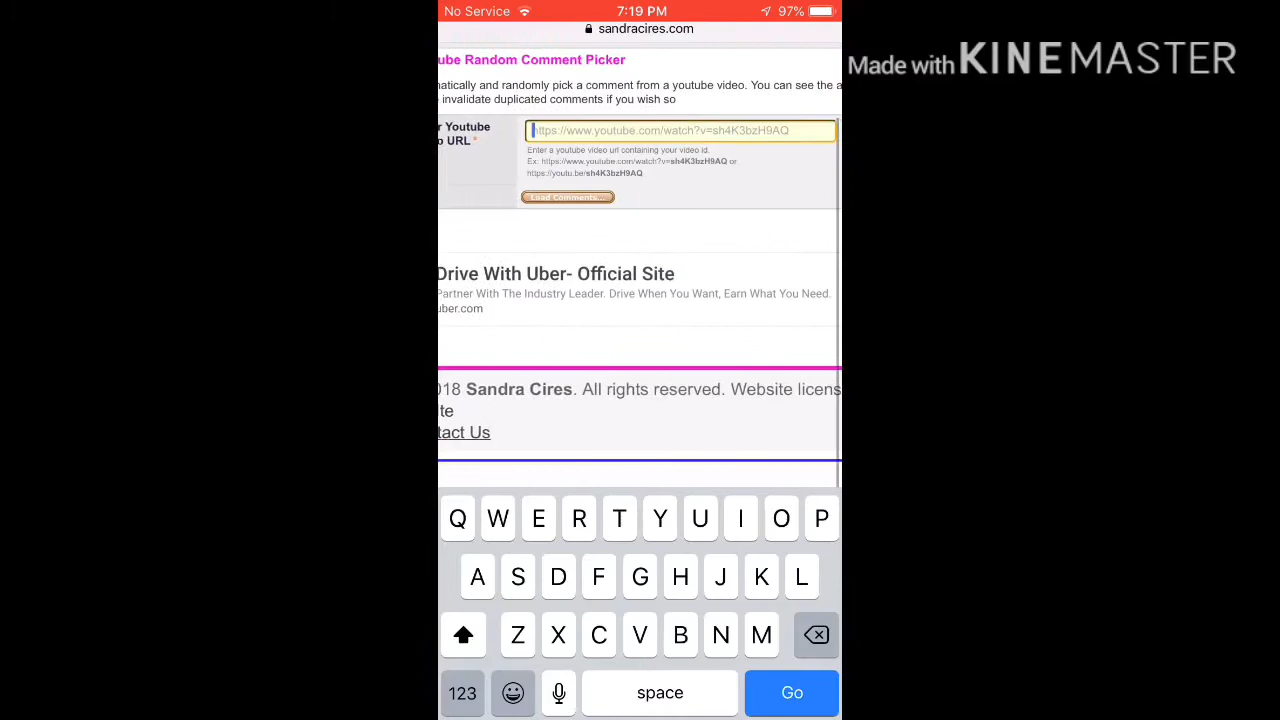 No Service 7:19 PM 97%
sandracires.com
Made with KINEMASTER
ube Random Comment Picker
natically and randomly pick a comment from a youtube video. You can see the a
invalidate duplicated comments if you wish so
r Youtube
o URL *
https://www.youtube.com/watch?v=sh4K3bzH9AQ
Enter a youtube video url containing your video id.
Ex: https://www.youtube.com/watch?v=sh4K3bzH9AQ or
https://youtu.be/sh4K3bzH9AQ
Load Comments...
Drive With Uber- Official Site
Partner With The Industry Leader. Drive When You Want, Earn What You Need.
uber.com
018 Sandra Cires. All rights reserved. Website licens
te
tact Us
Q W E R T Y U I O P
A S D F G H J K L
Z X C V B N M
123 space Go